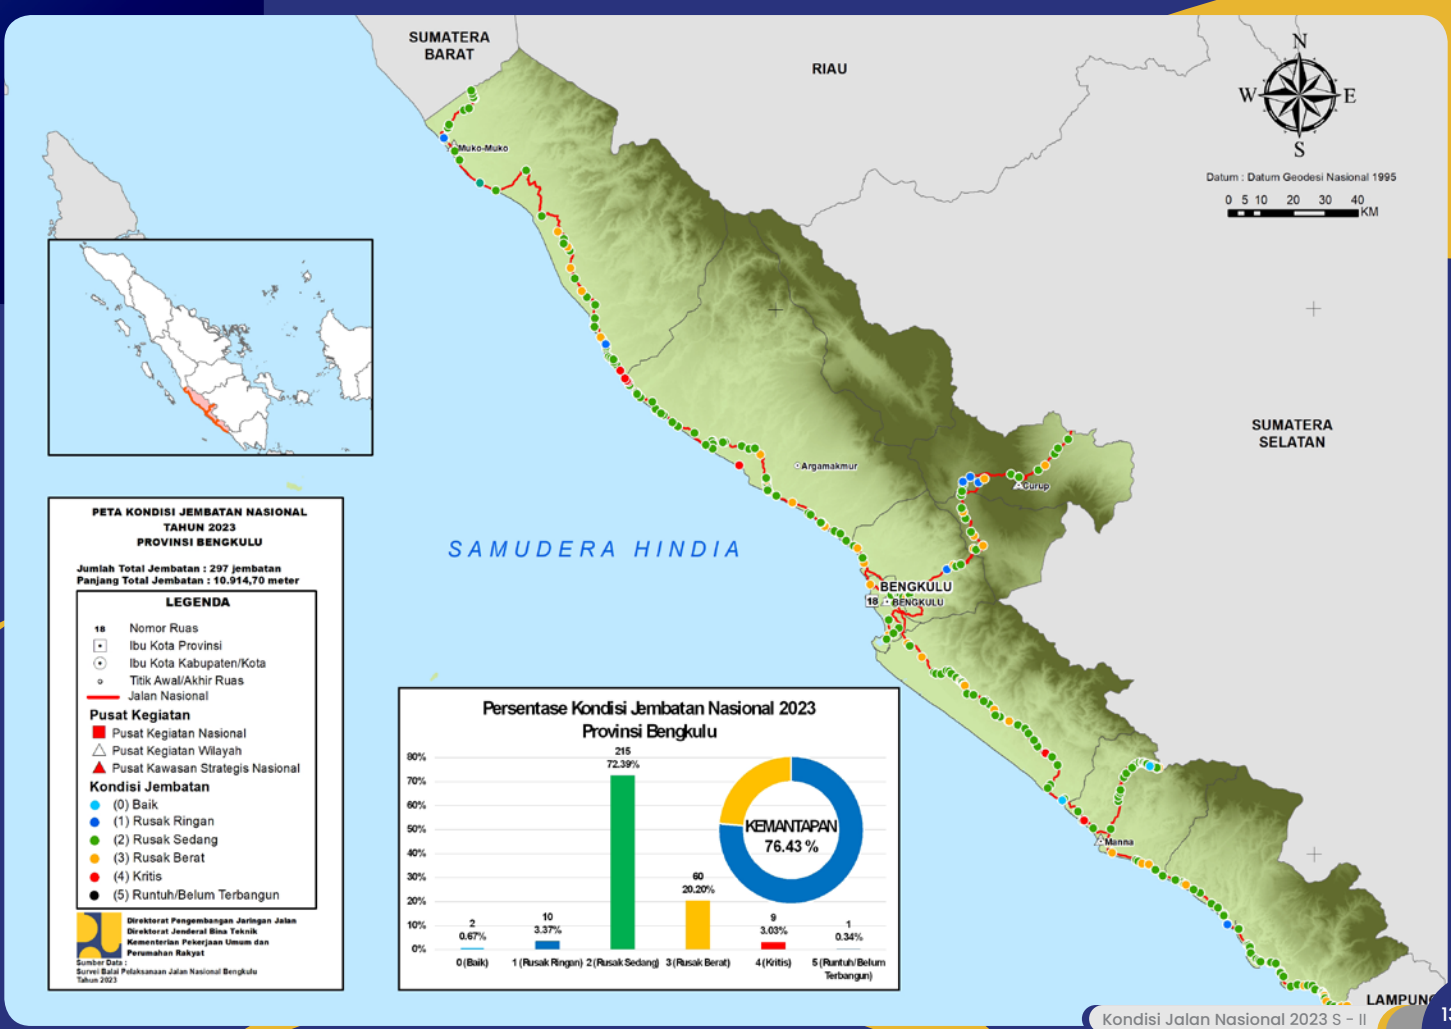 SUMATERA
BARAT
RIAU
N
W
E
S
Datum : Datum Geodesi Nasional 1995
0 5 10 20 30 40
KM
Muko-Muko
SUMATERA
SELATAN
Argamakmur
Curup
SAMUDERA HINDIA
BENGKULU
18
BENGKULU
Manna
LAMPUNG
PETA KONDISI JEMBATAN NASIONAL
TAHUN 2023
PROVINSI BENGKULU
Jumlah Total Jembatan : 297 jembatan
Panjang Total Jembatan : 10.914,70 meter
LEGENDA
18 Nomor Ruas
Ibu Kota Provinsi
Ibu Kota Kabupaten/Kota
Titik Awal/Akhir Ruas
Jalan Nasional
Pusat Kegiatan
Pusat Kegiatan Nasional
Pusat Kegiatan Wilayah
Pusat Kawasan Strategis Nasional
Kondisi Jembatan
(0) Baik
(1) Rusak Ringan
(2) Rusak Sedang
(3) Rusak Berat
(4) Kritis
(5) Runtuh/Belum Terbangun
Direktorat Pengembangan Jaringan Jalan
Direktorat Jenderal Bina Teknik
Kementerian Pekerjaan Umum dan
Perumahan Rakyat
Sumber Data :
Survei Balai Pelaksanaan Jalan Nasional Bengkulu
Tahun 2023
Persentase Kondisi Jembatan Nasional 2023
Provinsi Bengkulu
80%
70%
60%
50%
40%
30%
20%
10%
0%
2
0.67%
10
3.37%
215
72.39%
60
20.20%
9
3.03%
1
0.34%
KEMANTAPAN
76.43 %
0 (Baik)
1 (Rusak Ringan)
2 (Rusak Sedang)
3 (Rusak Berat)
4 (Kritis)
5 (Runtuh/Belum
Terbangun)
Kondisi Jalan Nasional 2023 S - II